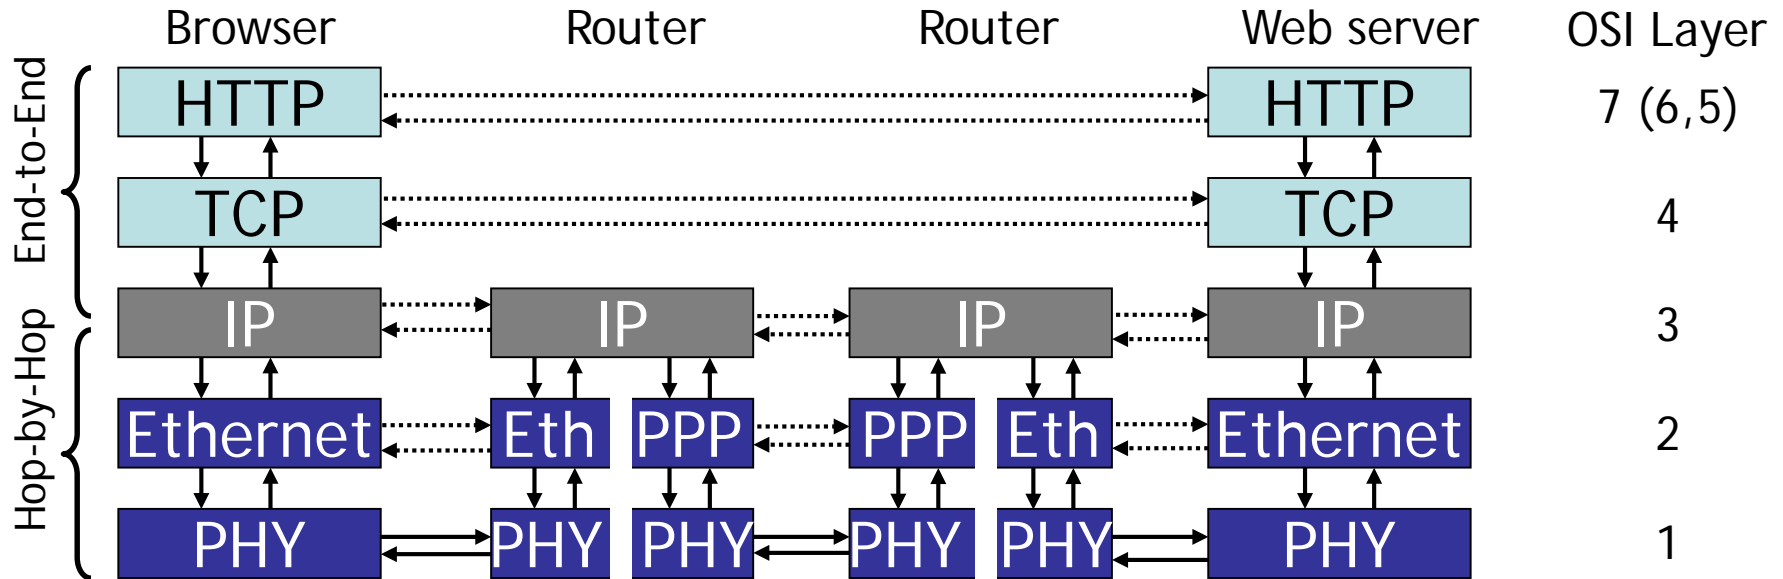 Browser Router Router Web server OSI Layer
End-to-End
HTTP HTTP 7 (6,5)
TCP TCP 4
IP IP IP IP 3
Hop-by-Hop
Ethernet Eth PPP PPP Eth Ethernet 2
PHY PHY PHY PHY PHY PHY 1